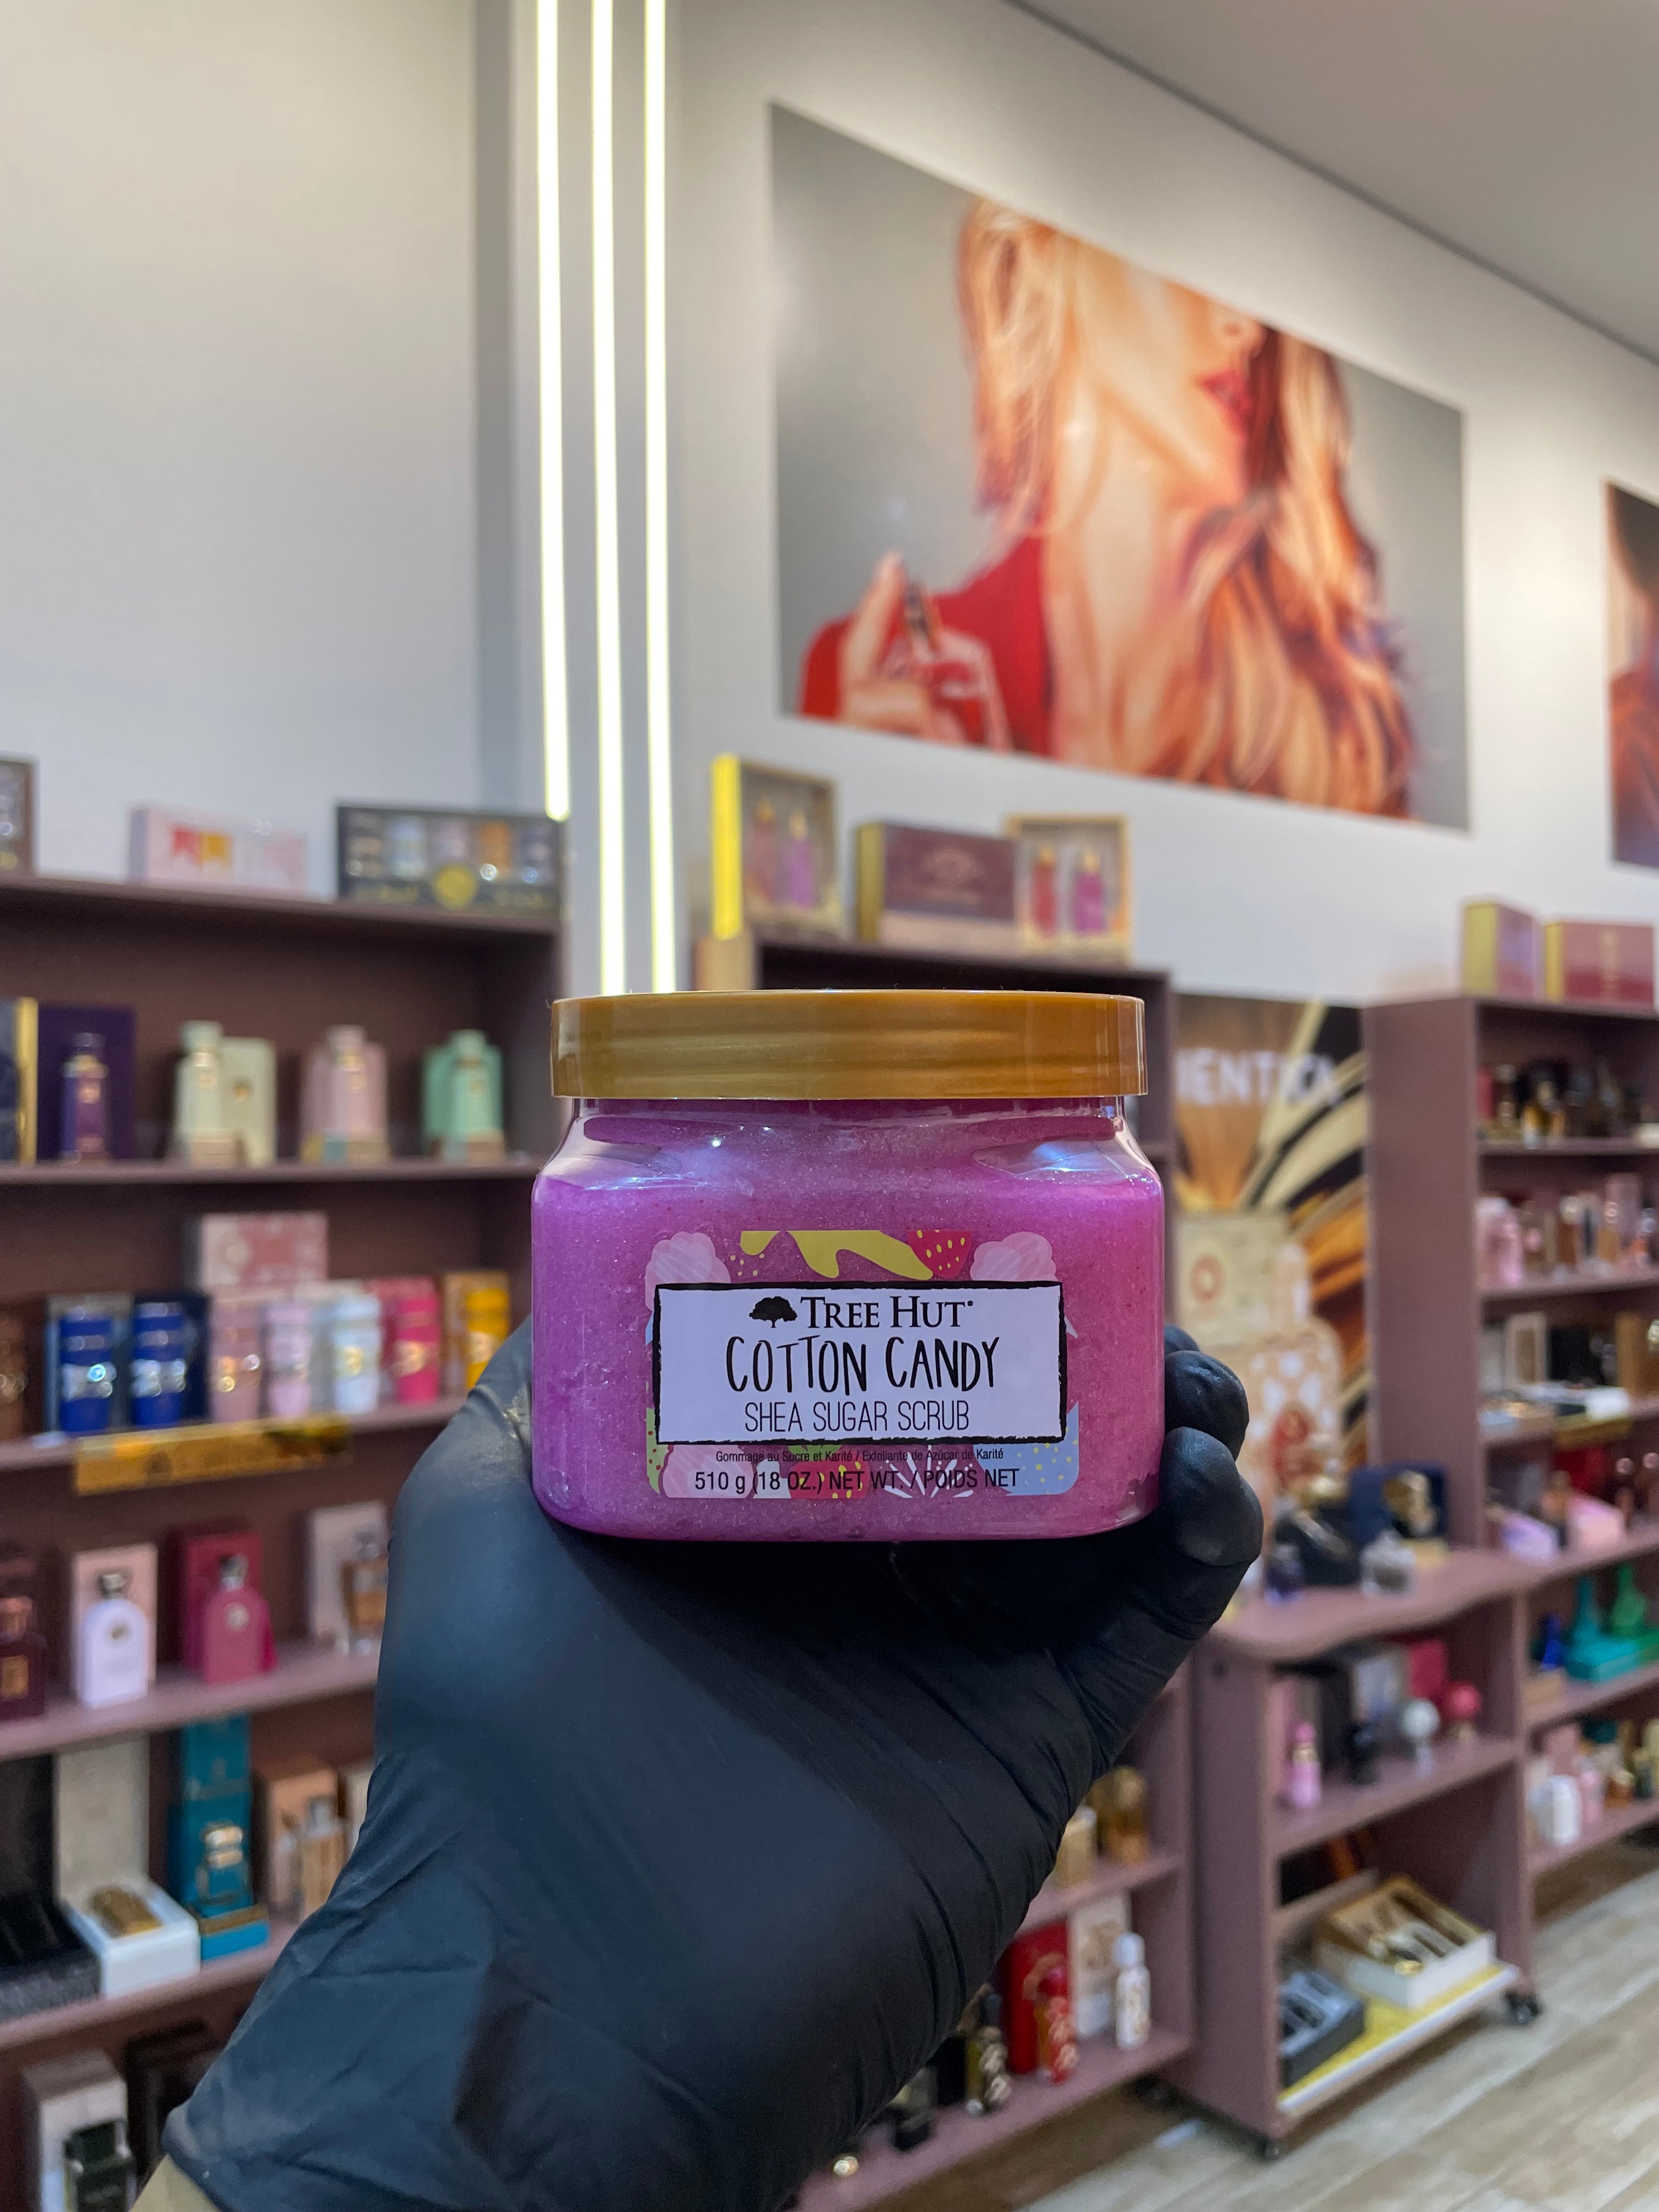 TREE HUT
COTTON CANDY
SHEA SUGAR SCRUB
Gommage au Sucre et Karité / Exfoliante de Azúcar de Karité
510 g (18 OZ.) NET WT. / POIDS NET